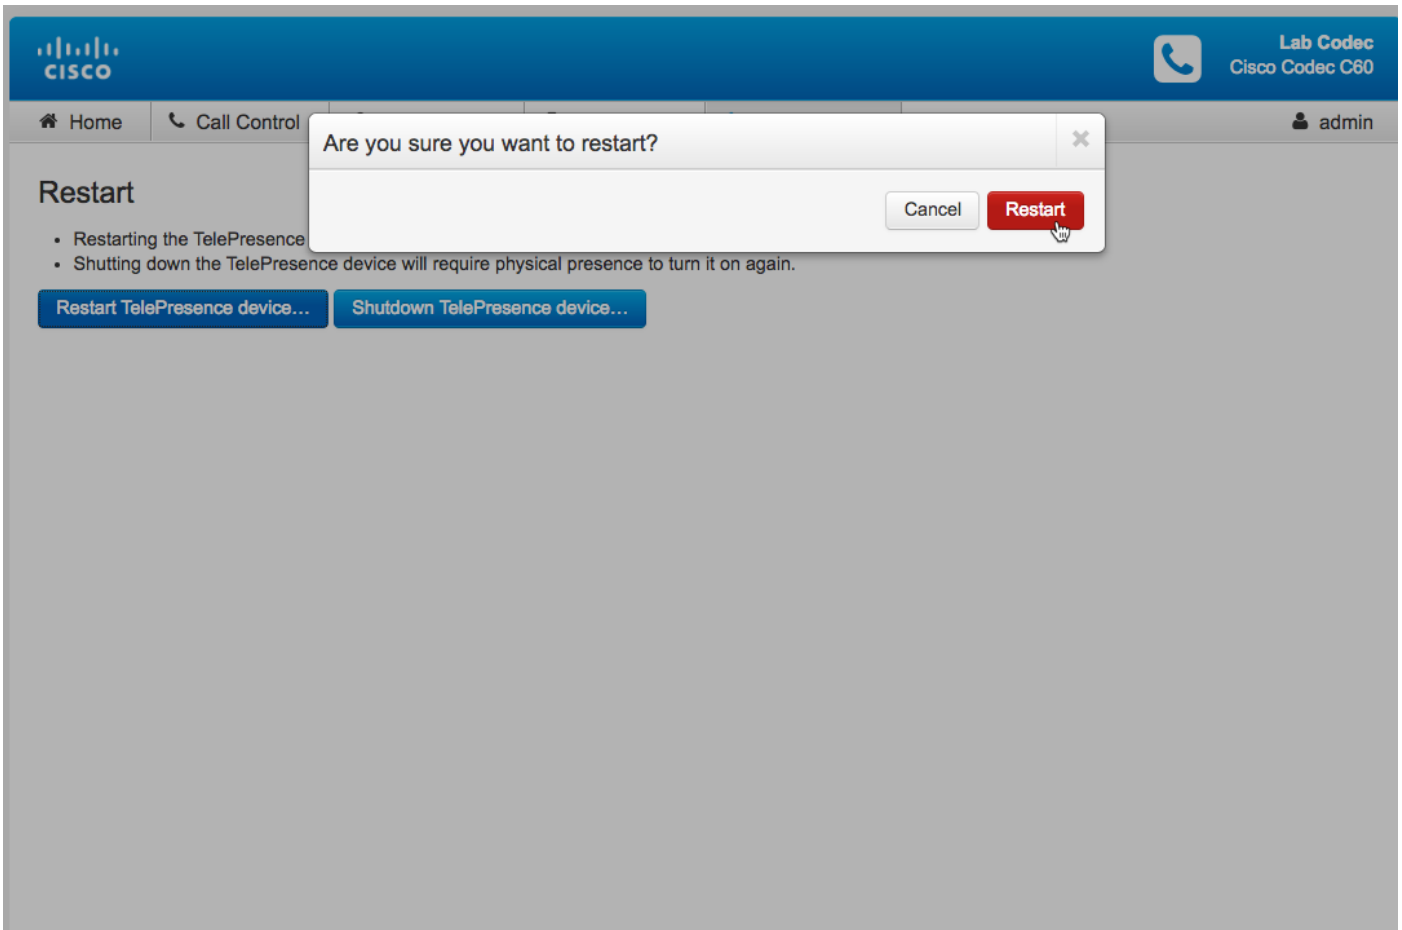 CISCO
Lab Codec
Cisco Codec C60
Home Call Control admin
Are you sure you want to restart?
Cancel Restart
Restart
Restarting the TelePresence
Shutting down the TelePresence device will require physical presence to turn it on again.
Restart TelePresence device... Shutdown TelePresence device...